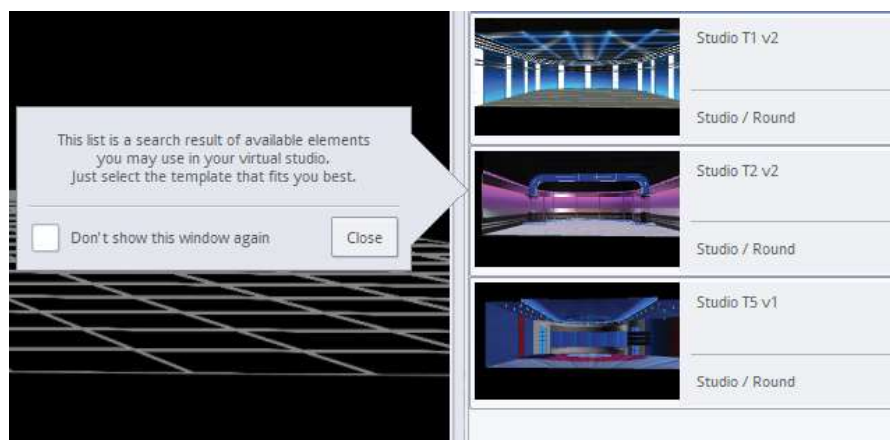 This list is a search result of available elements
you may use in your virtual studio.
Just select the template that fits you best.
Don't show this window again
Close
Studio T1 v2
Studio / Round
Studio T2 v2
Studio / Round
Studio T5 v1
Studio / Round